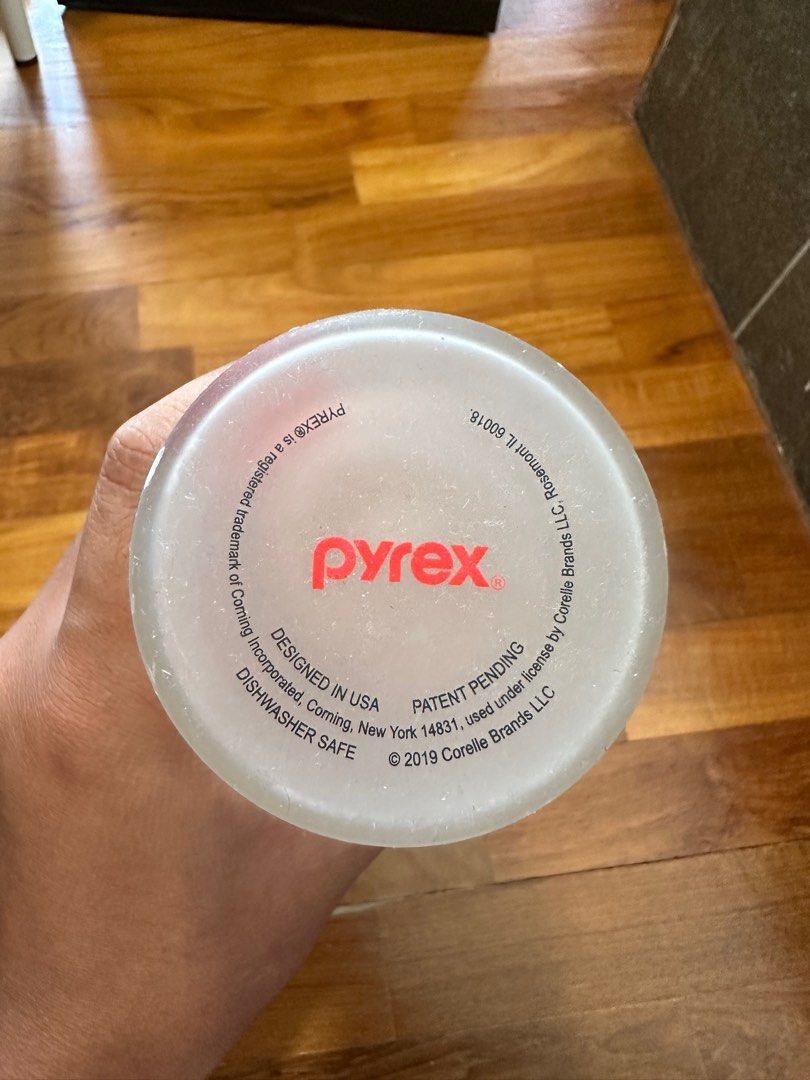 PYREX® is a registered trademark of Corning Incorporated, Corning, New York 14831, used under license by Corelle Brands LLC, Rosemont IL 60018.
pyrex®
DESIGNED IN USA PATENT PENDING
DISHWASHER SAFE © 2019 Corelle Brands LLC